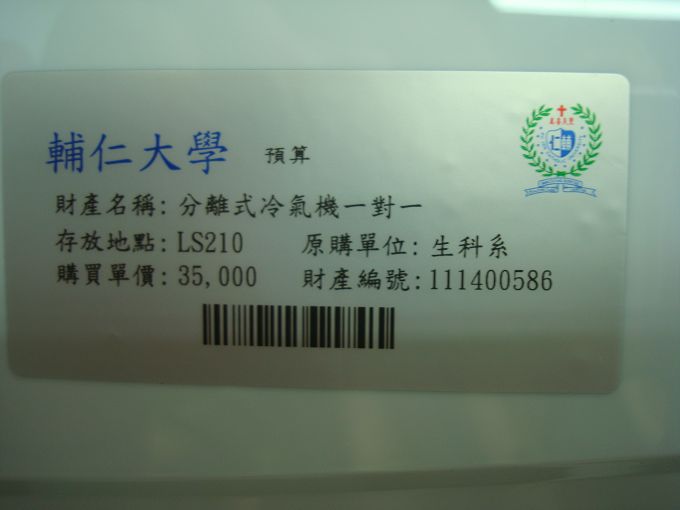 輔仁大學 預算
財產名稱: 分離式冷氣機一對一
存放地點: LS210 原購單位: 生科系
購買單價: 35,000 財產編號: 111400586